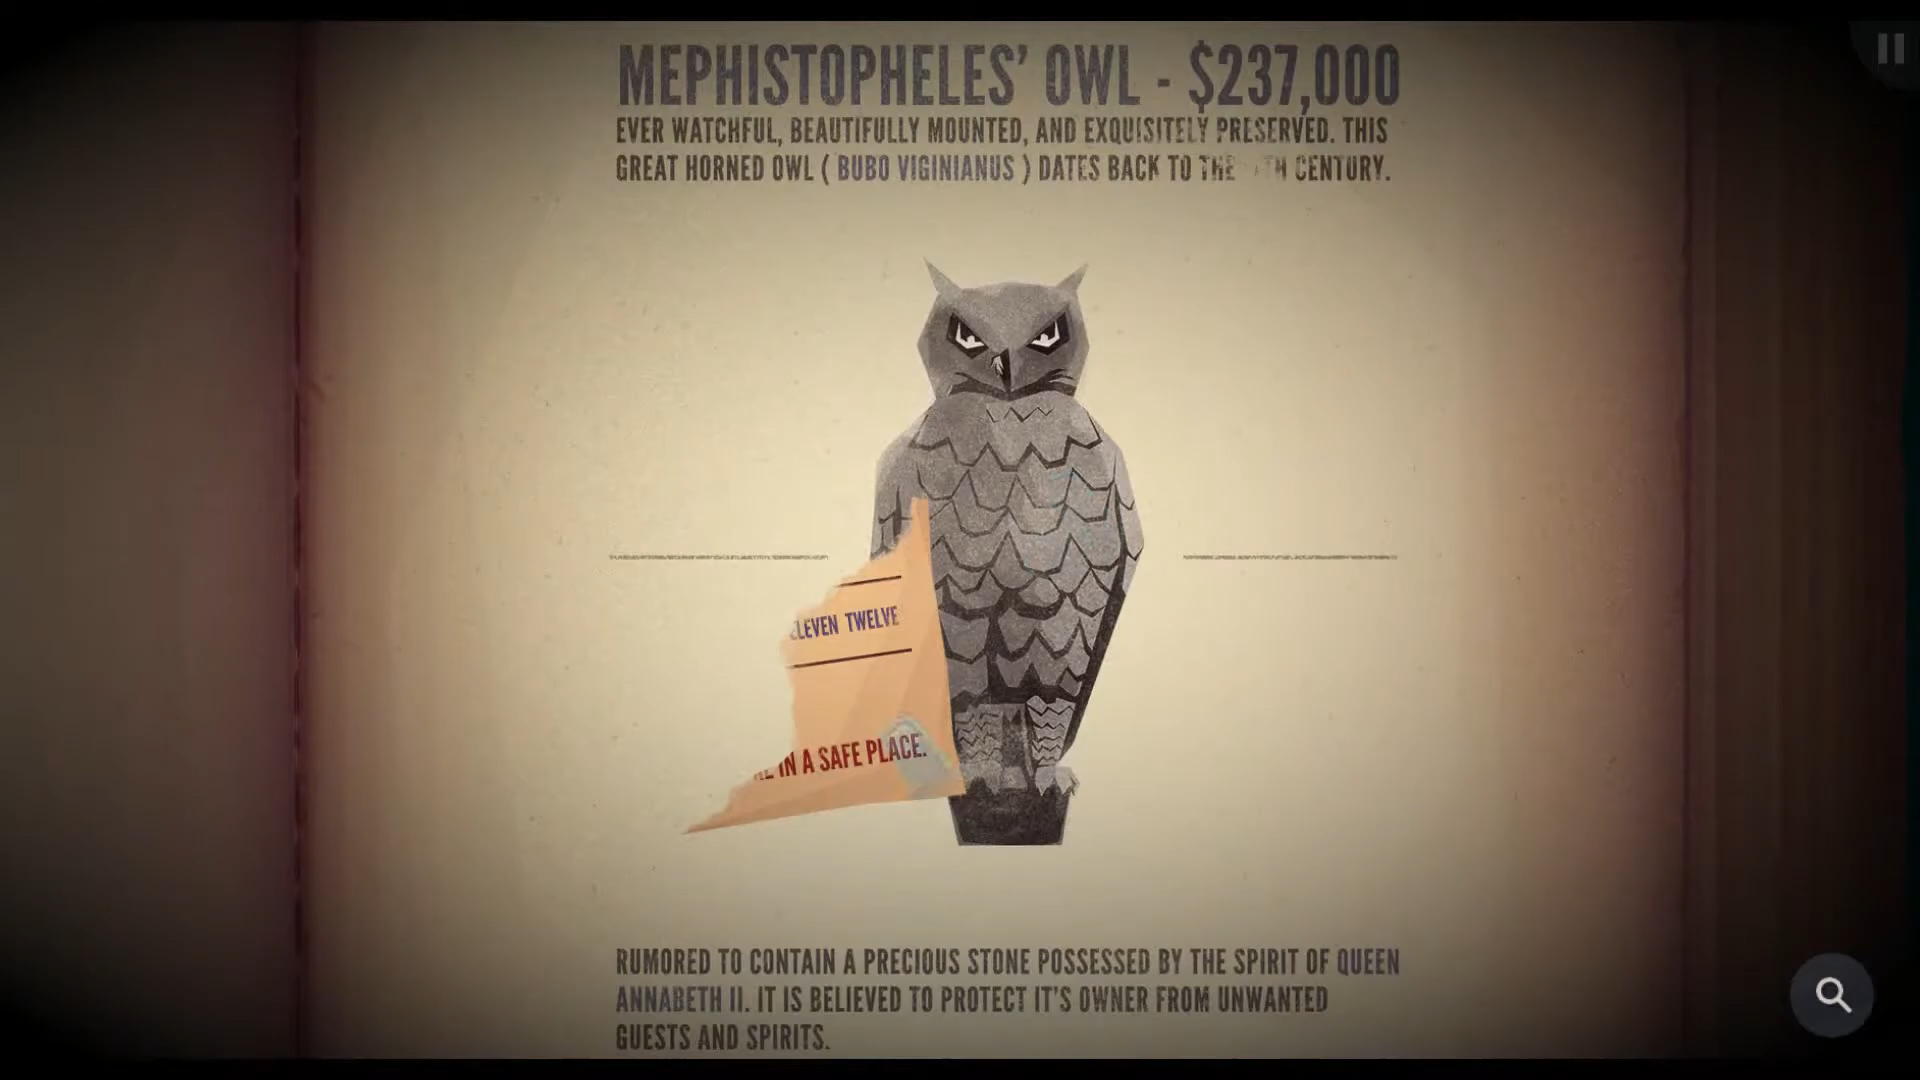 MEPHISTOPHELES' OWL - $237,000
EVER WATCHFUL, BEAUTIFULLY MOUNTED, AND EXQUISITELY PRESERVED. THIS
GREAT HORNED OWL ( BUBO VIGINIANUS ) DATES BACK TO THE CENTURY.
ELEVEN TWELVE
IN A SAFE PLACE.
RUMORED TO CONTAIN A PRECIOUS STONE POSSESSED BY THE SPIRIT OF QUEEN
ANNABETH II. IT IS BELIEVED TO PROTECT IT'S OWNER FROM UNWANTED
GUESTS AND SPIRITS.